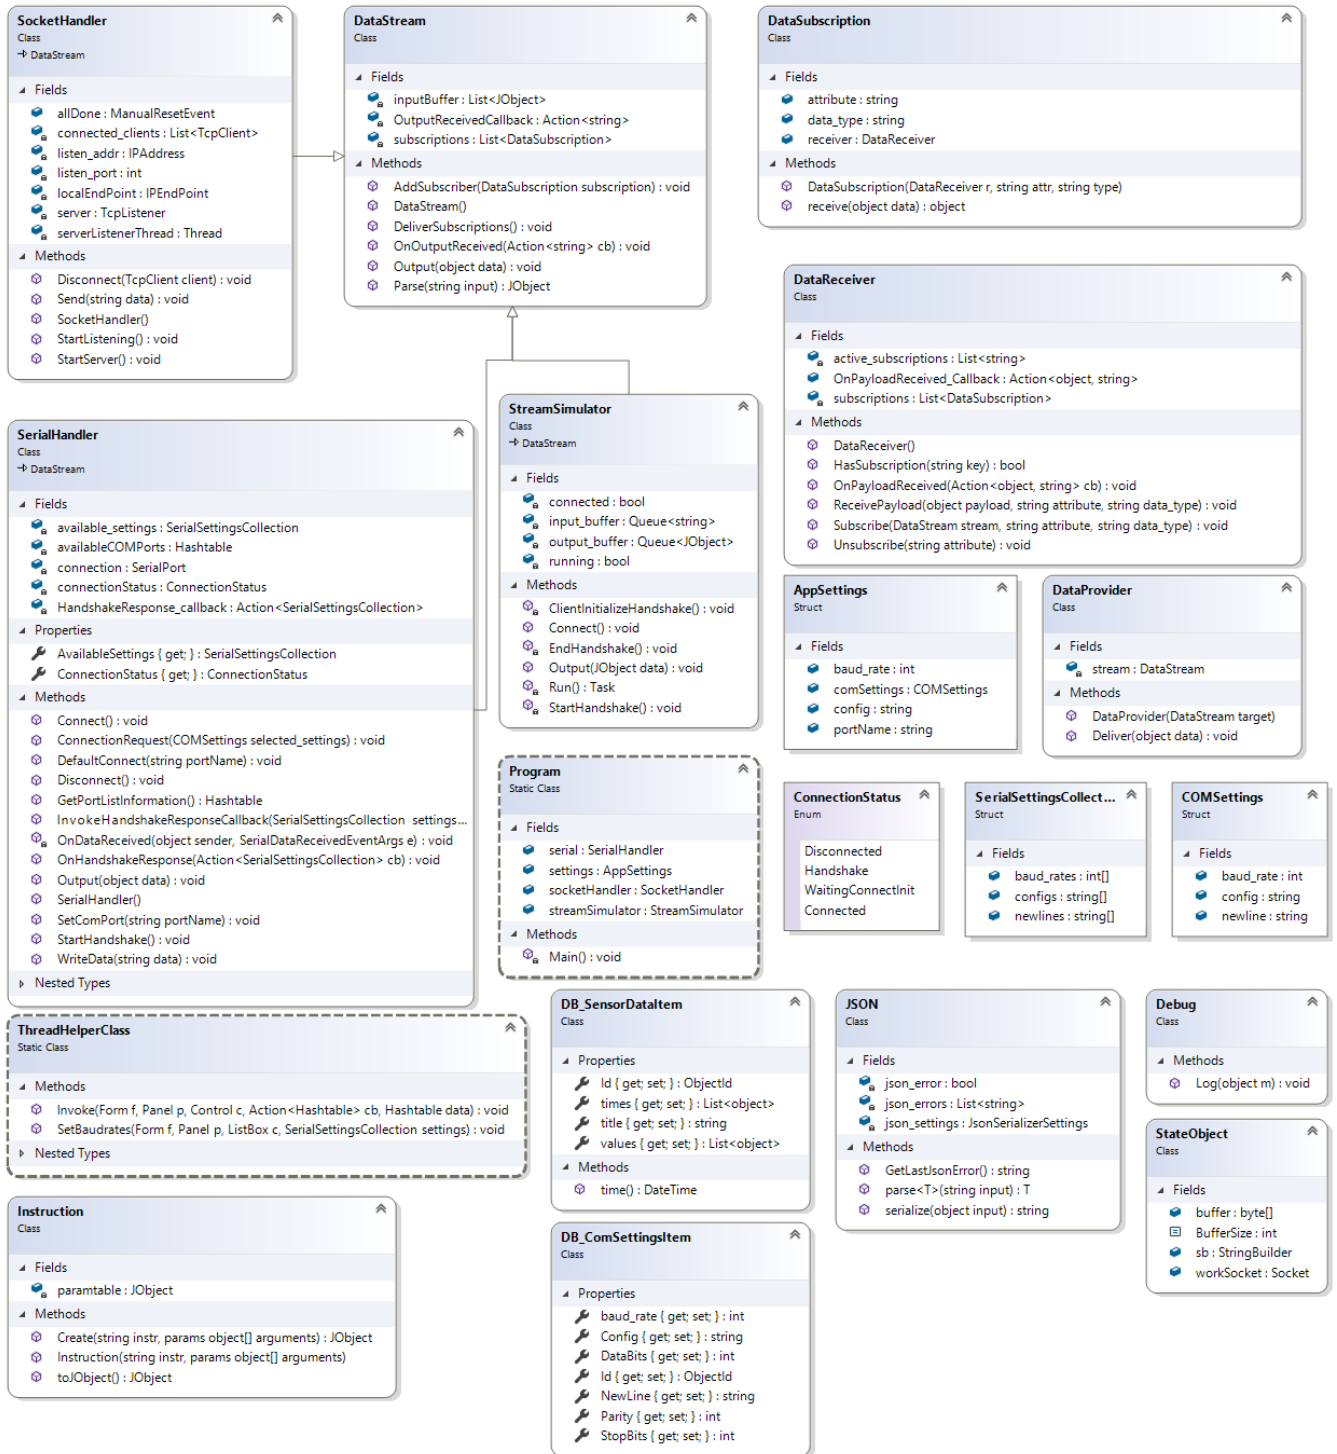 SocketHandler
Class
DataStream
Fields
allDone : ManualResetEvent
connected_clients : List<TcpClient>
listen_addr : IPAddress
listen_port : int
localEndPoint : IPEndPoint
server : TcpListener
serverListenerThread : Thread
Methods
Disconnect(TcpClient client) : void
Send(string data) : void
SocketHandler()
StartListening() : void
StartServer() : void
DataStream
Class
Fields
inputBuffer : List<JObject>
OutputReceivedCallback : Action<string>
subscriptions : List<DataSubscription>
Methods
AddSubscriber(DataSubscription subscription) : void
DataStream()
DeliverSubscriptions() : void
OnOutputReceived(Action<string> cb) : void
Output(object data) : void
Parse(string input) : JObject
DataSubscription
Class
Fields
attribute : string
data_type : string
receiver : DataReceiver
Methods
DataSubscription(DataReceiver r, string attr, string type)
receive(object data) : object
DataReceiver
Class
Fields
active_subscriptions : List<string>
OnPayloadReceived_Callback : Action<object, string>
subscriptions : List<DataSubscription>
Methods
DataReceiver()
HasSubscription(string key) : bool
OnPayloadReceived(Action<object, string> cb) : void
ReceivePayload(object payload, string attribute, string data_type) : void
Subscribe(DataStream stream, string attribute, string data_type) : void
Unsubscribe(string attribute) : void
SerialHandler
Class
DataStream
Fields
available_settings : SerialSettingsCollection
availableCOMPorts : Hashtable
connection : SerialPort
connectionStatus : ConnectionStatus
HandshakeResponse_callback : Action<SerialSettingsCollection>
Properties
AvailableSettings { get; } : SerialSettingsCollection
ConnectionStatus { get; } : ConnectionStatus
Methods
Connect() : void
ConnectionRequest(COMSettings selected_settings) : void
DefaultConnect(string portName) : void
Disconnect() : void
GetPortListInformation() : Hashtable
InvokeHandshakeResponseCallback(SerialSettingsCollection settings...
OnDataReceived(object sender, SerialDataReceivedEventArgs e) : void
OnHandshakeResponse(Action<SerialSettingsCollection> cb) : void
Output(object data) : void
SerialHandler()
SetComPort(string portName) : void
StartHandshake() : void
WriteData(string data) : void
Nested Types
StreamSimulator
Class
DataStream
Fields
connected : bool
input_buffer : Queue<string>
output_buffer : Queue<JObject>
running : bool
Methods
ClientInitializeHandshake() : void
Connect() : void
EndHandshake() : void
Output(JObject data) : void
Run() : Task
StartHandshake() : void
AppSettings
Struct
Fields
baud_rate : int
comSettings : COMSettings
config : string
portName : string
DataProvider
Class
Fields
stream : DataStream
Methods
DataProvider(DataStream target)
Deliver(object data) : void
Program
Static Class
Fields
serial : SerialHandler
settings : AppSettings
socketHandler : SocketHandler
streamSimulator : StreamSimulator
Methods
Main() : void
ConnectionStatus
Enum
Disconnected
Handshake
WaitingConnectInit
Connected
SerialSettingsCollect...
Struct
Fields
baud_rates : int[]
configs : string[]
newlines : string[]
COMSettings
Struct
Fields
baud_rate : int
config : string
newline : string
ThreadHelperClass
Static Class
Methods
Invoke(Form f, Panel p, Control c, Action<Hashtable> cb, Hashtable data) : void
SetBaudrates(Form f, Panel p, ListBox c, SerialSettingsCollection settings) : void
Nested Types
DB_SensorDataItem
Class
Properties
Id { get; set; } : ObjectId
times { get; set; } : List<object>
title { get; set; } : string
values { get; set; } : List<object>
Methods
time() : DateTime
JSON
Class
Fields
json_error : bool
json_errors : List<string>
json_settings : JsonSerializerSettings
Methods
GetLastJsonError() : string
parse<T>(string input) : T
serialize(object input) : string
Debug
Class
Methods
Log(object m) : void
StateObject
Class
Fields
buffer : byte[]
BufferSize : int
sb : StringBuilder
workSocket : Socket
Instruction
Class
Fields
paramtable : JObject
Methods
Create(string instr, params object[] arguments) : JObject
Instruction(string instr, params object[] arguments)
toJObject() : JObject
DB_ComSettingsItem
Class
Properties
baud_rate { get; set; } : int
Config { get; set; } : string
DataBits { get; set; } : int
Id { get; set; } : ObjectId
NewLine { get; set; } : string
Parity { get; set; } : int
StopBits { get; set; } : int